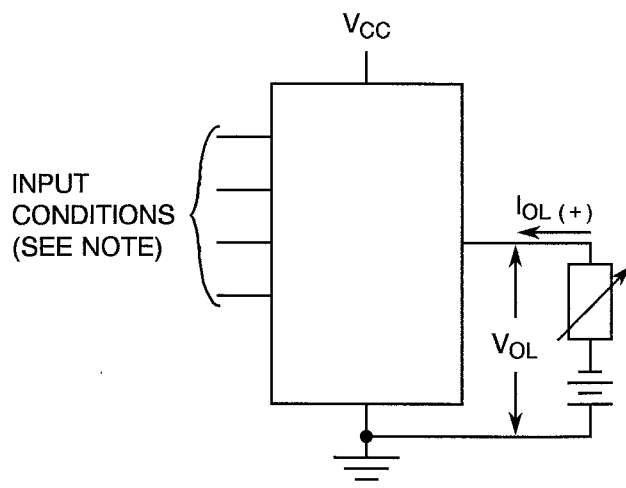 VCC
INPUT
CONDITIONS
(SEE NOTE)
IOL (+)
VOL